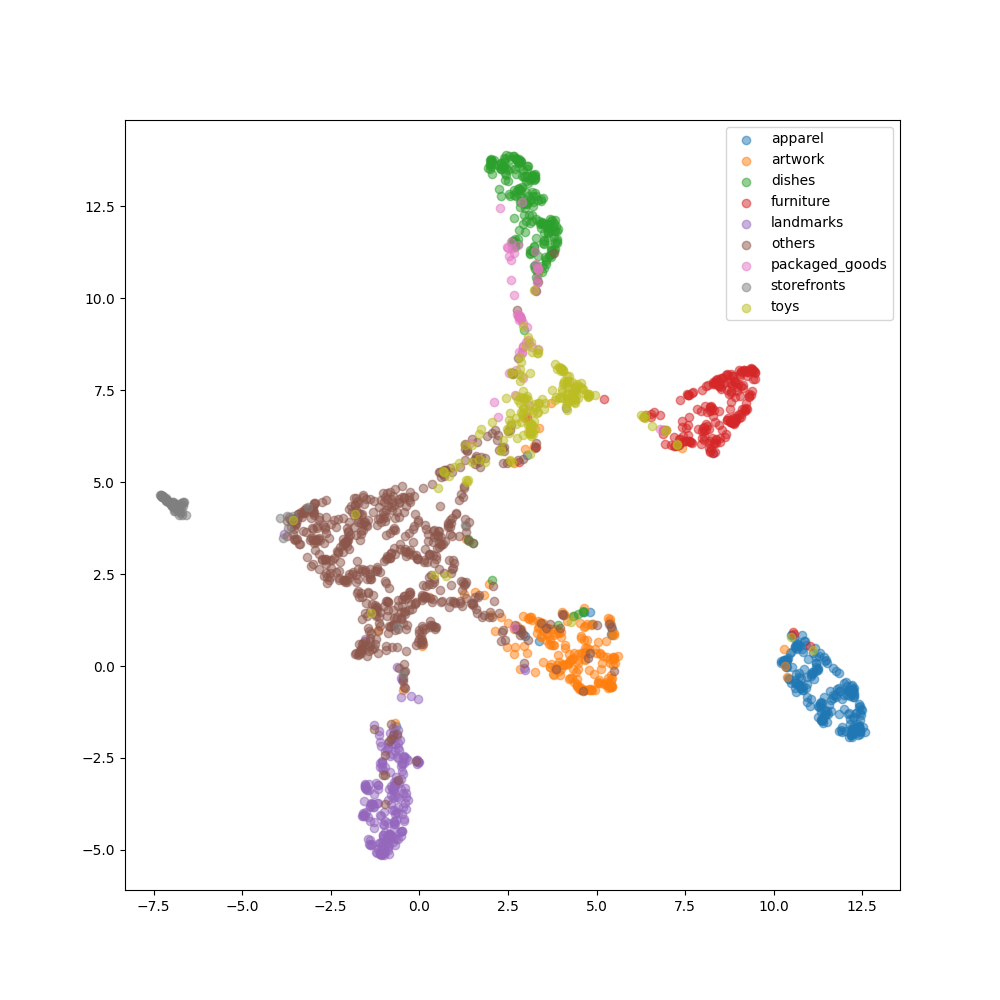 apparel
artwork
dishes
furniture
landmarks
others
packaged_goods
storefronts
toys
12.5
10.0
7.5
5.0
2.5
0.0
−2.5
−5.0
−7.5 −5.0 −2.5 0.0 2.5 5.0 7.5 10.0 12.5